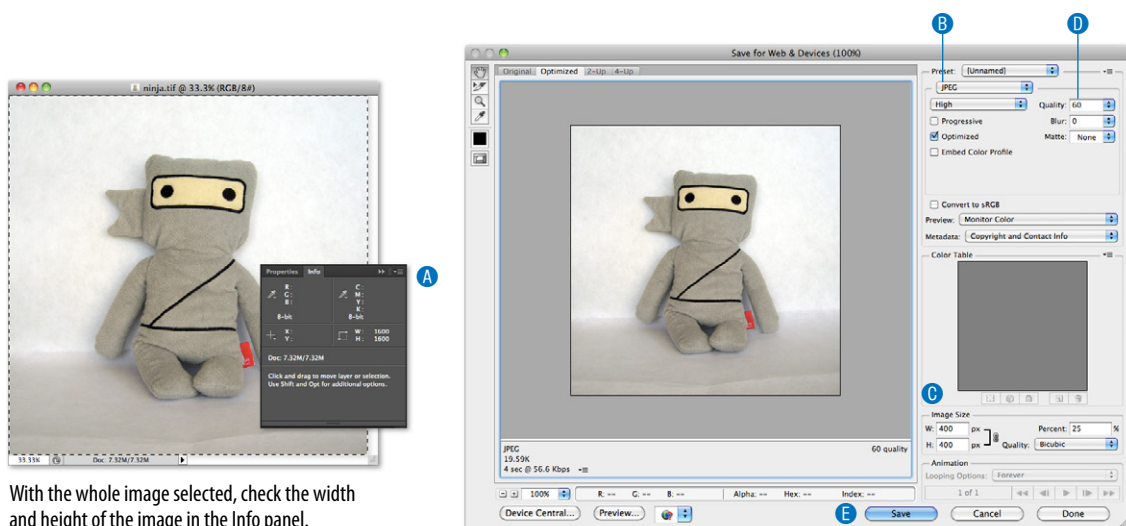 B
D
Save for Web & Devices (100%)
ninja.tif @ 33.3% (RGB/8#)
Original Optimized 2-Up 4-Up
Preset: [Unnamed]
JPEG
High Quality: 60
Progressive Blur: 0
Optimized Matte: None
Embed Color Profile
Convert to sRGB
Preview: Monitor Color
Metadata: Copyright and Contact Info
Color Table
Properties Info
A
R: C:
G: M:
B: Y:
K:
8-bit 8-bit
X: W: 1600
Y: H: 1600
Doc: 7.32M/7.32M
Click and drag to move layer or selection.
Use Shift and Opt for additional options.
33.33% Doc: 7.32M/7.32M
C
Image Size
W: 400 px Percent: 25 %
H: 400 px Quality: Bicubic
JPEG 60 quality
19.59K
4 sec @ 56.6 Kbps
Animation
Looping Options: Forever
1 of 1
100% R: -- G: -- B: -- Alpha: -- Hex: -- Index: --
Device Central... Preview... E Save Cancel Done
With the whole image selected, check the width
and height of the image in the Info panel.